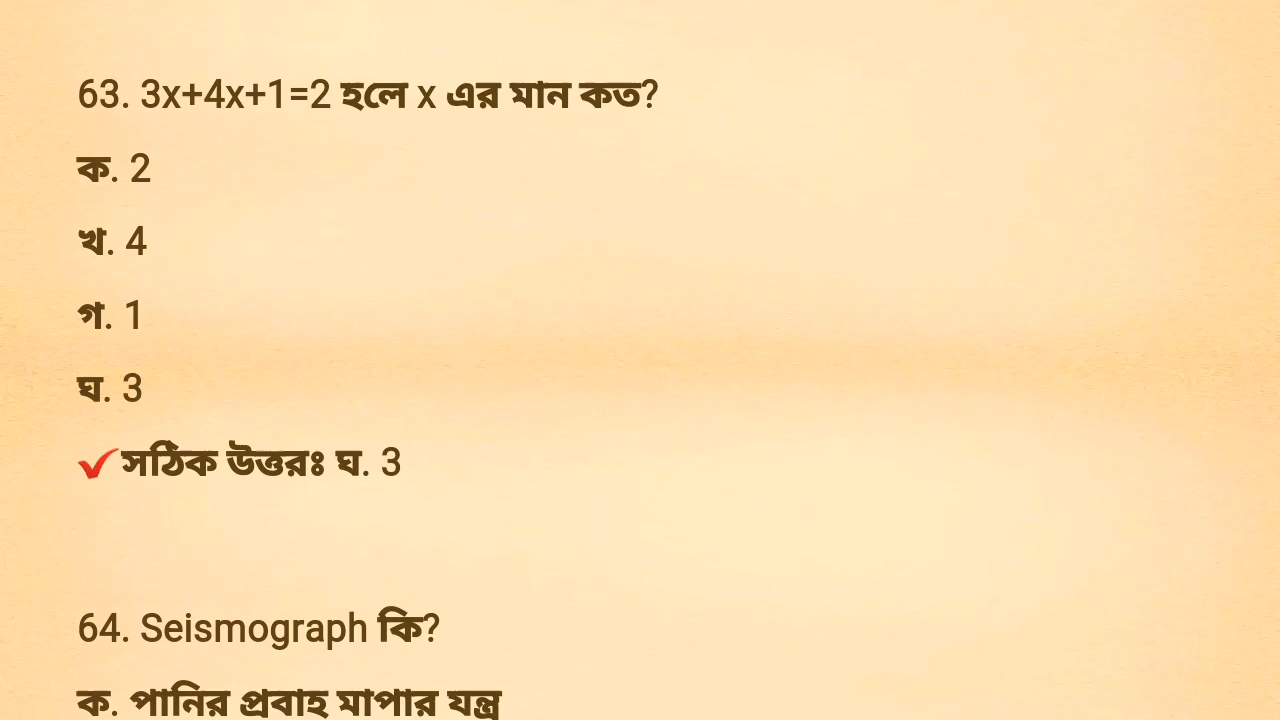 63. 3x+4x+1=2 হলে x এর মান কত?
ক. 2
খ. 4
গ. 1
ঘ. 3
✔সঠিক উত্তরঃ ঘ. 3
64. Seismograph কি?
ক. পানির প্রবাহ মাপার যন্ত্র